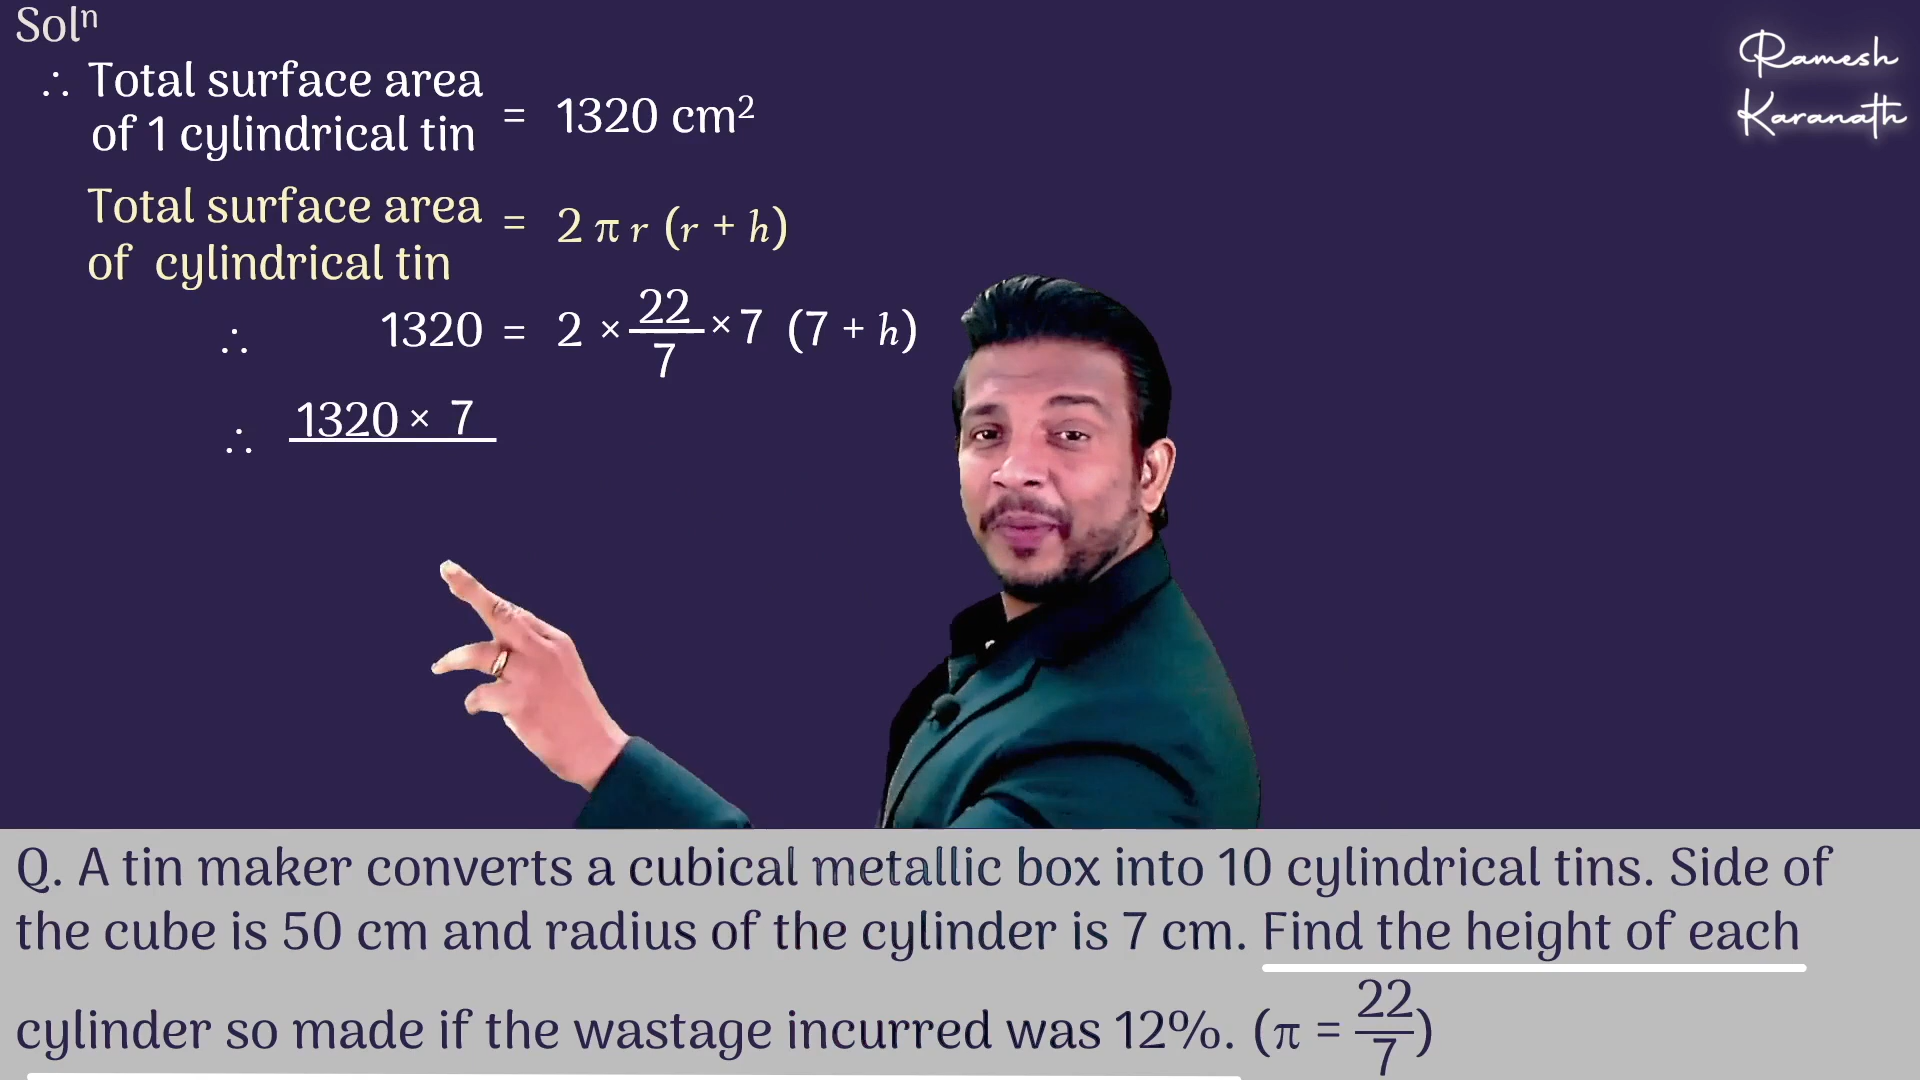 Solⁿ
∴ Total surface area
of 1 cylindrical tin = 1320 cm²
Total surface area
of cylindrical tin = 2 π r (r + h)
∴ 1320 = 2 × 22/7 × 7 (7 + h)
∴ 1320 × 7
Ramesh
Karanath
Q. A tin maker converts a cubical metallic box into 10 cylindrical tins. Side of
the cube is 50 cm and radius of the cylinder is 7 cm. Find the height of each
cylinder so made if the wastage incurred was 12%. (π = 22/7)